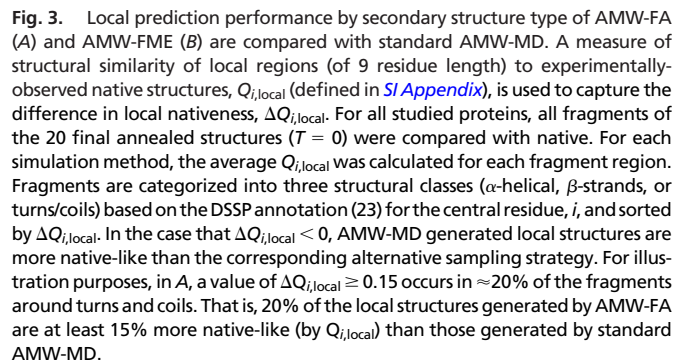 Fig. 3. Local prediction performance by secondary structure type of AMW-FA
(A) and AMW-FME (B) are compared with standard AMW-MD. A measure of
structural similarity of local regions (of 9 residue length) to experimentally-
observed native structures, Qi,local (defined in SI Appendix), is used to capture the
difference in local nativeness, ΔQi,local. For all studied proteins, all fragments of
the 20 final annealed structures (T = 0) were compared with native. For each
simulation method, the average Qi,local was calculated for each fragment region.
Fragments are categorized into three structural classes (α-helical, β-strands, or
turns/coils) based on the DSSP annotation (23) for the central residue, i, and sorted
by ΔQi,local. In the case that ΔQi,local < 0, AMW-MD generated local structures are
more native-like than the corresponding alternative sampling strategy. For illus-
tration purposes, in A, a value of ΔQi,local ≥ 0.15 occurs in ≈20% of the fragments
around turns and coils. That is, 20% of the local structures generated by AMW-FA
are at least 15% more native-like (by Qi,local) than those generated by standard
AMW-MD.